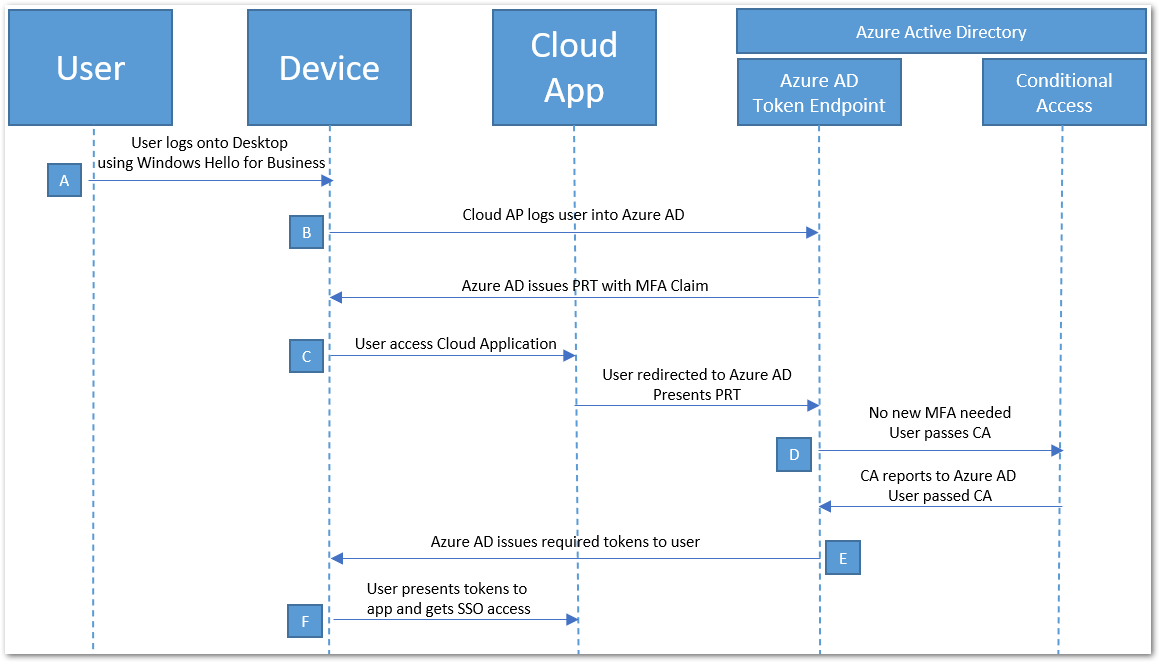 User
Device
Cloud
App
Azure Active Directory
Azure AD
Token Endpoint
Conditional
Access
User logs onto Desktop
using Windows Hello for Business
A
Cloud AP logs user into Azure AD
B
Azure AD issues PRT with MFA Claim
C
User access Cloud Application
User redirected to Azure AD
Presents PRT
No new MFA needed
User passes CA
D
CA reports to Azure AD
User passed CA
Azure AD issues required tokens to user
E
User presents tokens to
app and gets SSO access
F